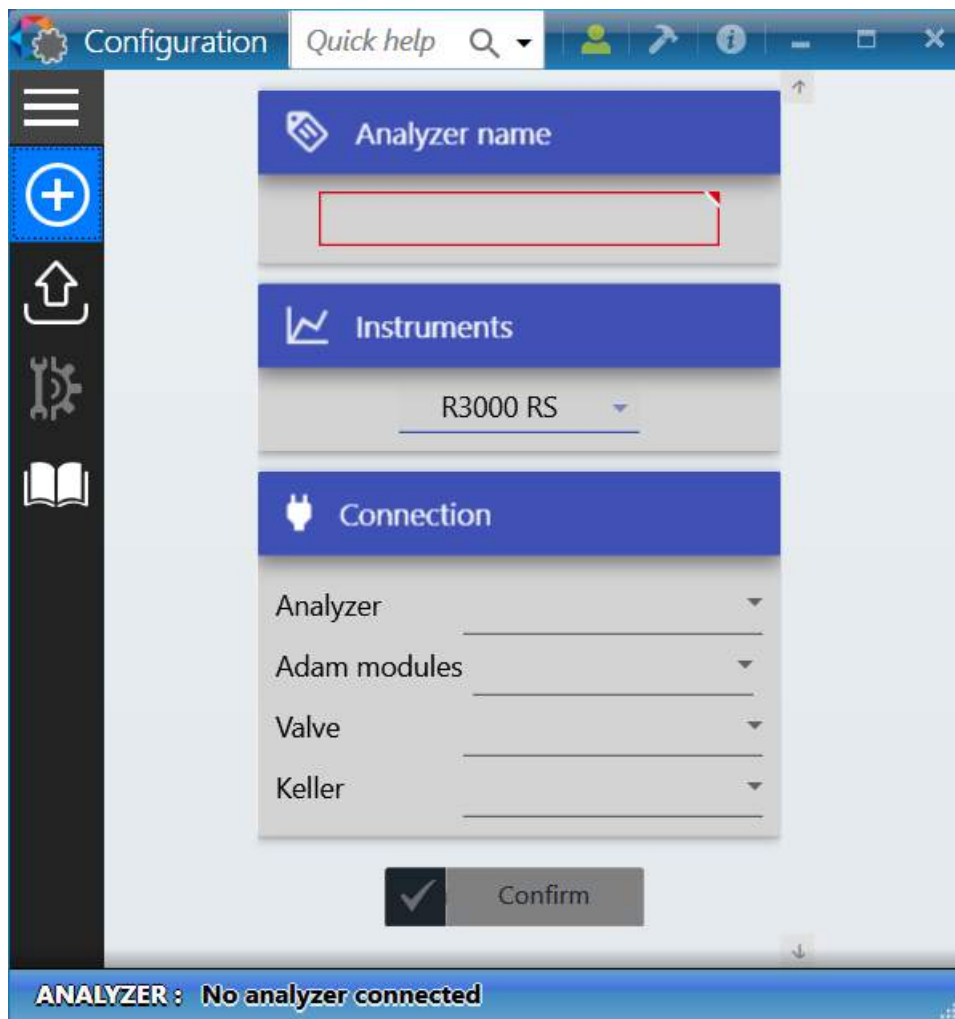 Configuration Quick help
Analyzer name
Instruments
R3000 RS
Connection
Analyzer
Adam modules
Valve
Keller
Confirm
ANALYZER : No analyzer connected